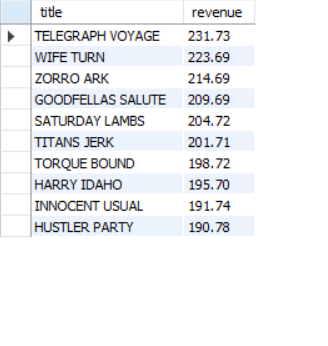 title revenue
TELEGRAPH VOYAGE 231.73
WIFE TURN 223.69
ZORRO ARK 214.69
GOODFELLAS SALUTE 209.69
SATURDAY LAMBS 204.72
TITANS JERK 201.71
TORQUE BOUND 198.72
HARRY IDAHO 195.70
INNOCENT USUAL 191.74
HUSTLER PARTY 190.78